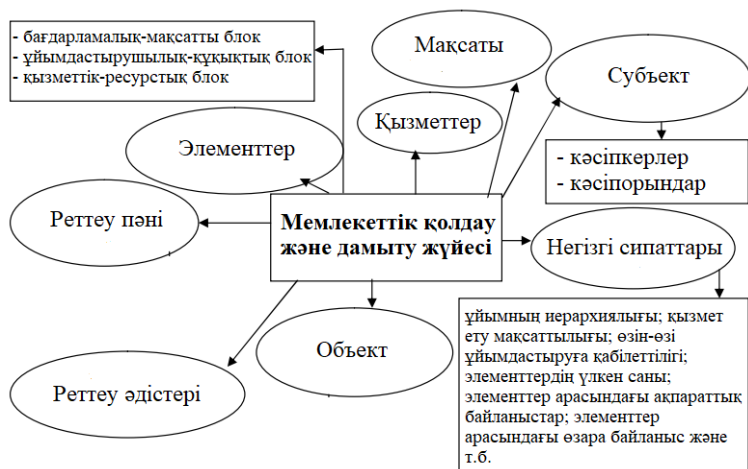 - бағдарламалық-мақсатты блок
- ұйымдастырушылық-құқықтық блок
- қызметтік-ресурстық блок
Мақсаты
Субъект
Қызметтер
Элементтер
- кәсіпкерлер
- кәсіпорындар
Реттеу пәні
Мемлекеттік қолдау
және дамыту жүйесі
Негізгі сипаттары
Объект
Реттеу әдістері
ұйымның иерархиялығы; қызмет
ету мақсаттылығы; өзін-өзі
ұйымдастыруға қабілеттілігі;
элементтердің үлкен саны;
элементтер арасындағы ақпараттық
байланыстар; элементтер
арасындағы өзара байланыс және
т.б.